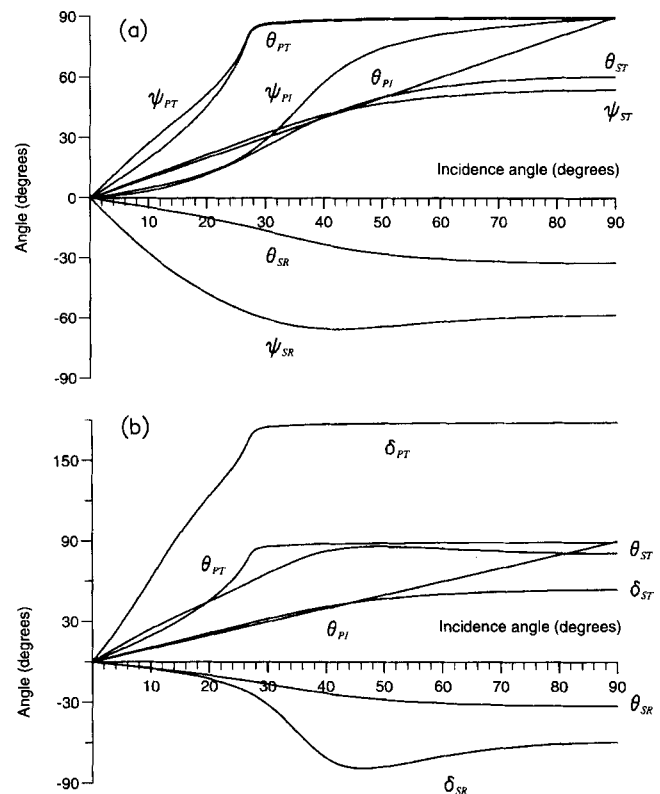 (a)
90
60
30
0
-30
-60
-90
Angle (degrees)
θPT
ψPT
ψPI
θPI
θST
ψST
Incidence angle (degrees)
10 20 30 40 50 60 70 80 90
θSR
ψSR
(b)
150
90
30
-30
-90
Angle (degrees)
δPT
θPT
θST
δST
θPI
Incidence angle (degrees)
10 20 30 40 50 60 70 80 90
θSR
δSR